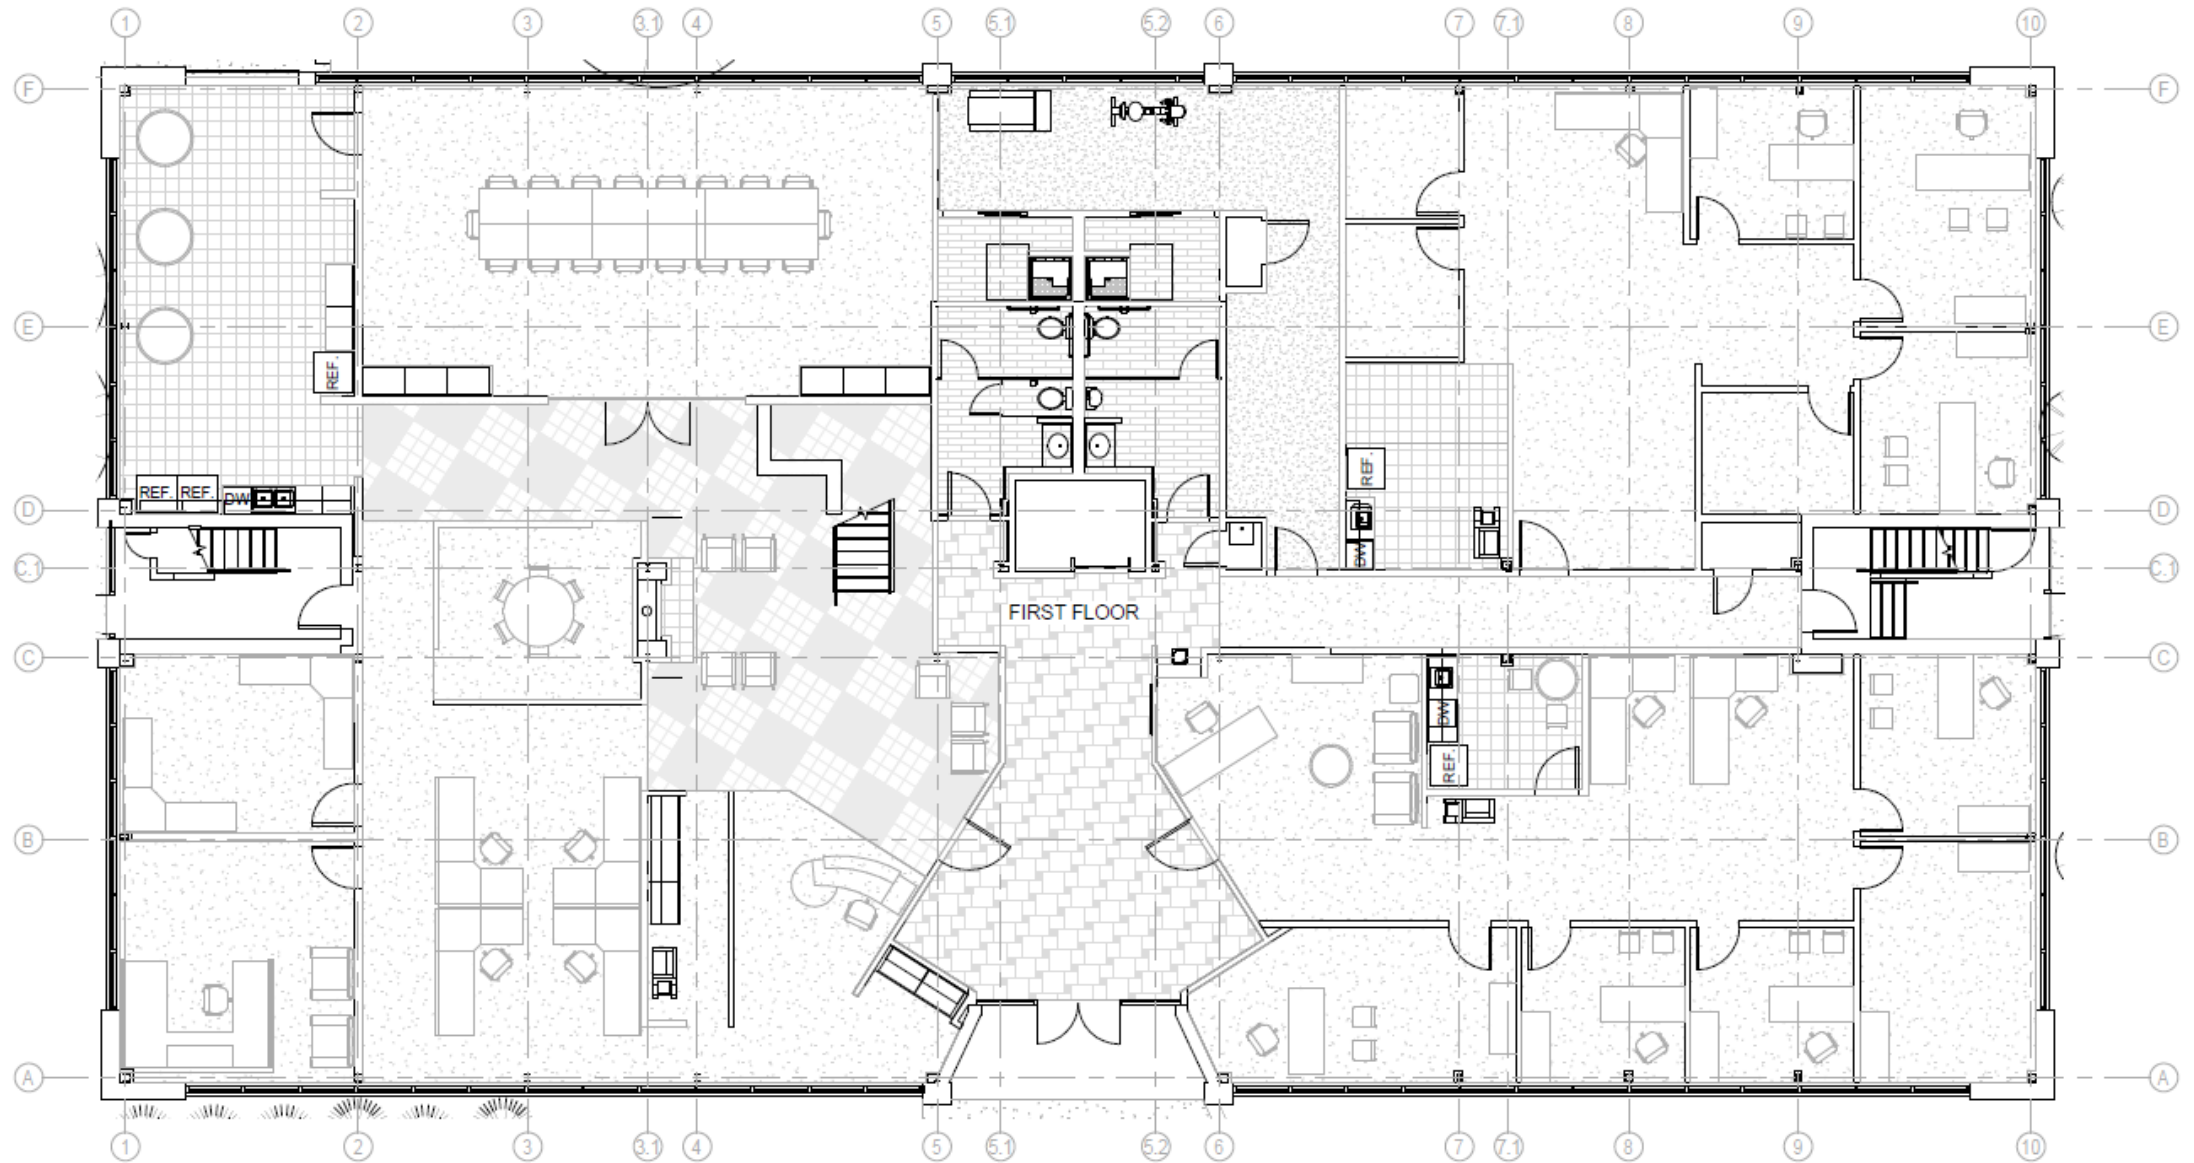 1 2 3 3.1 4 5 5.1 5.2 6 7 7.1 8 9 10
F F
E E
REF.
REF.
REF. REF. DW
D D
DW
C.1 C.1
FIRST FLOOR
C C
DW
REF.
B B
A A
1 2 3 3.1 4 5 5.1 5.2 6 7 7.1 8 9 10